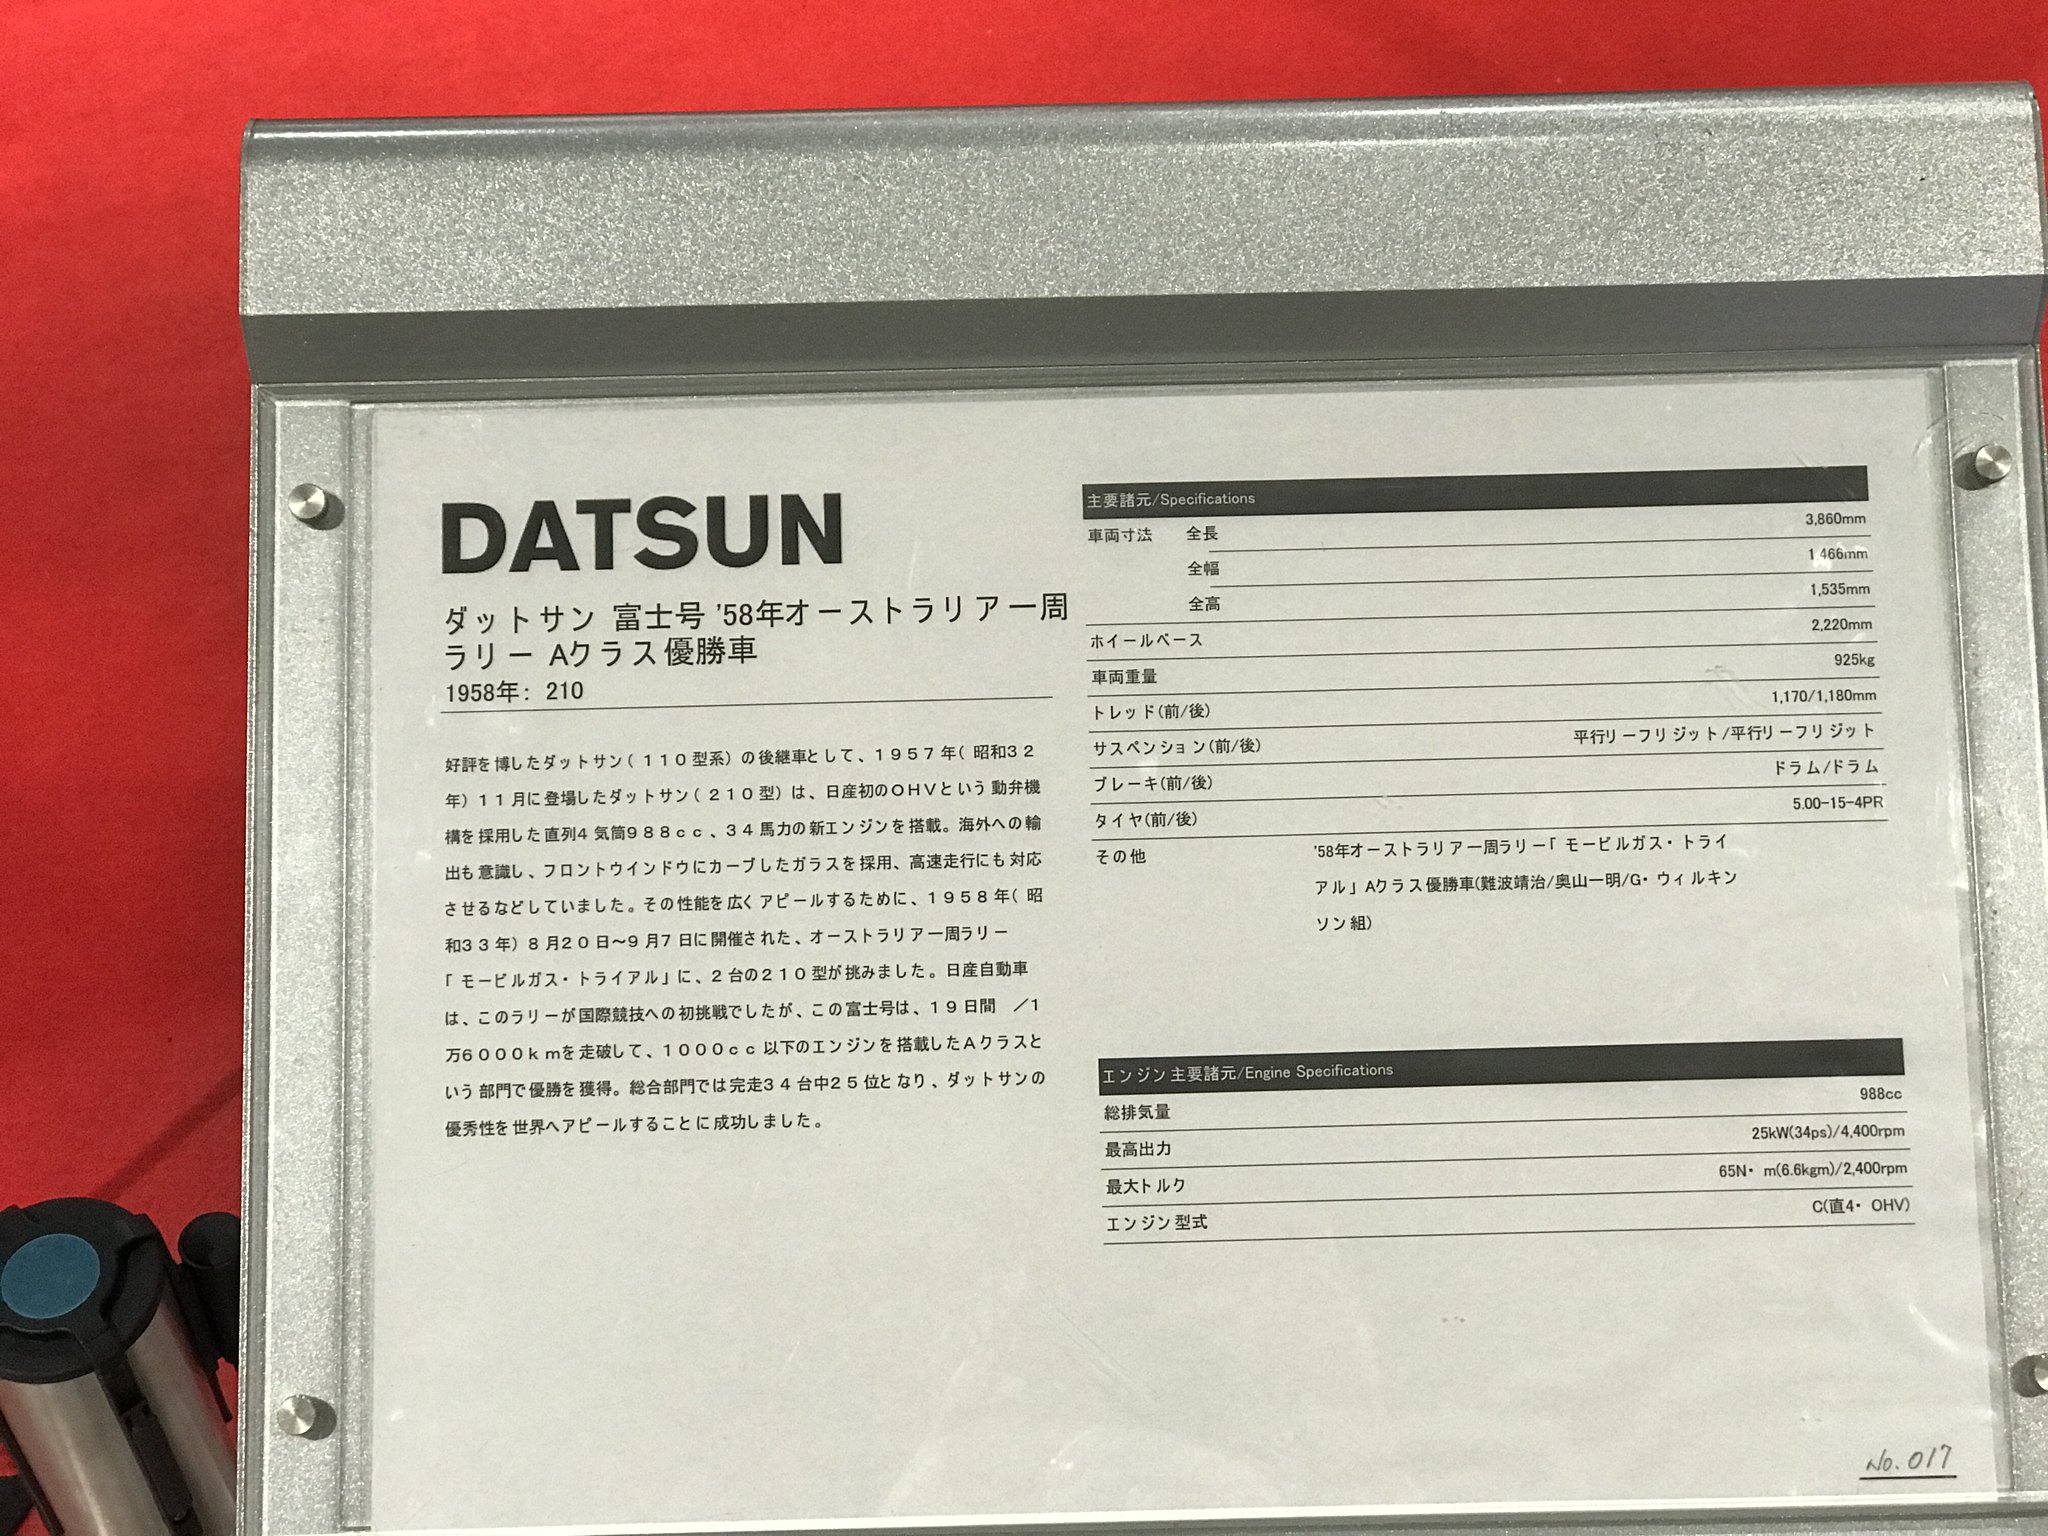 DATSUN
ダットサン 富士号 '58年オーストラリア一周
ラリー Aクラス優勝車
1958年: 210
好評を博したダットサン(110型系)の後継車として、1957年(昭和32
年)11月に登場したダットサン(210型)は、日産初のOHVという動弁機
構を採用した直列4気筒988cc、34馬力の新エンジンを搭載。海外への輸
出も意識し、フロントウインドウにカーブしたガラスを採用、高速走行にも対応
させるなどしていました。その性能を広くアピールするために、1958年(昭
和33年)8月20日〜9月7日に開催された、オーストラリア一周ラリー
「モービルガス・トライアル」に、2台の210型が挑みました。日産自動車
は、このラリーが国際競技への初挑戦でしたが、この富士号は、19日間 /1
万6000kmを走破して、1000cc以下のエンジンを搭載したAクラスと
いう部門で優勝を獲得。総合部門では完走34台中25位となり、ダットサンの
優秀性を世界へアピールすることに成功しました。
主要諸元/Specifications
車両寸法 全長 3,860mm
全幅 1,466mm
全高 1,535mm
ホイールベース 2,220mm
車両重量 925kg
トレッド(前/後) 1,170/1,180mm
サスペンション(前/後) 平行リーフリジット/平行リーフリジット
ブレーキ(前/後) ドラム/ドラム
タイヤ(前/後) 5.00-15-4PR
その他 '58年オーストラリア一周ラリー「モービルガス・トライ
アル」Aクラス優勝車(難波靖治/奥山一明/G・ウィルキン
ソン組)
エンジン主要諸元/Engine Specifications
総排気量 988cc
最高出力 25kW(34ps)/4,400rpm
最大トルク 65N・m(6.6kgm)/2,400rpm
エンジン型式 C(直4・OHV)
No.017